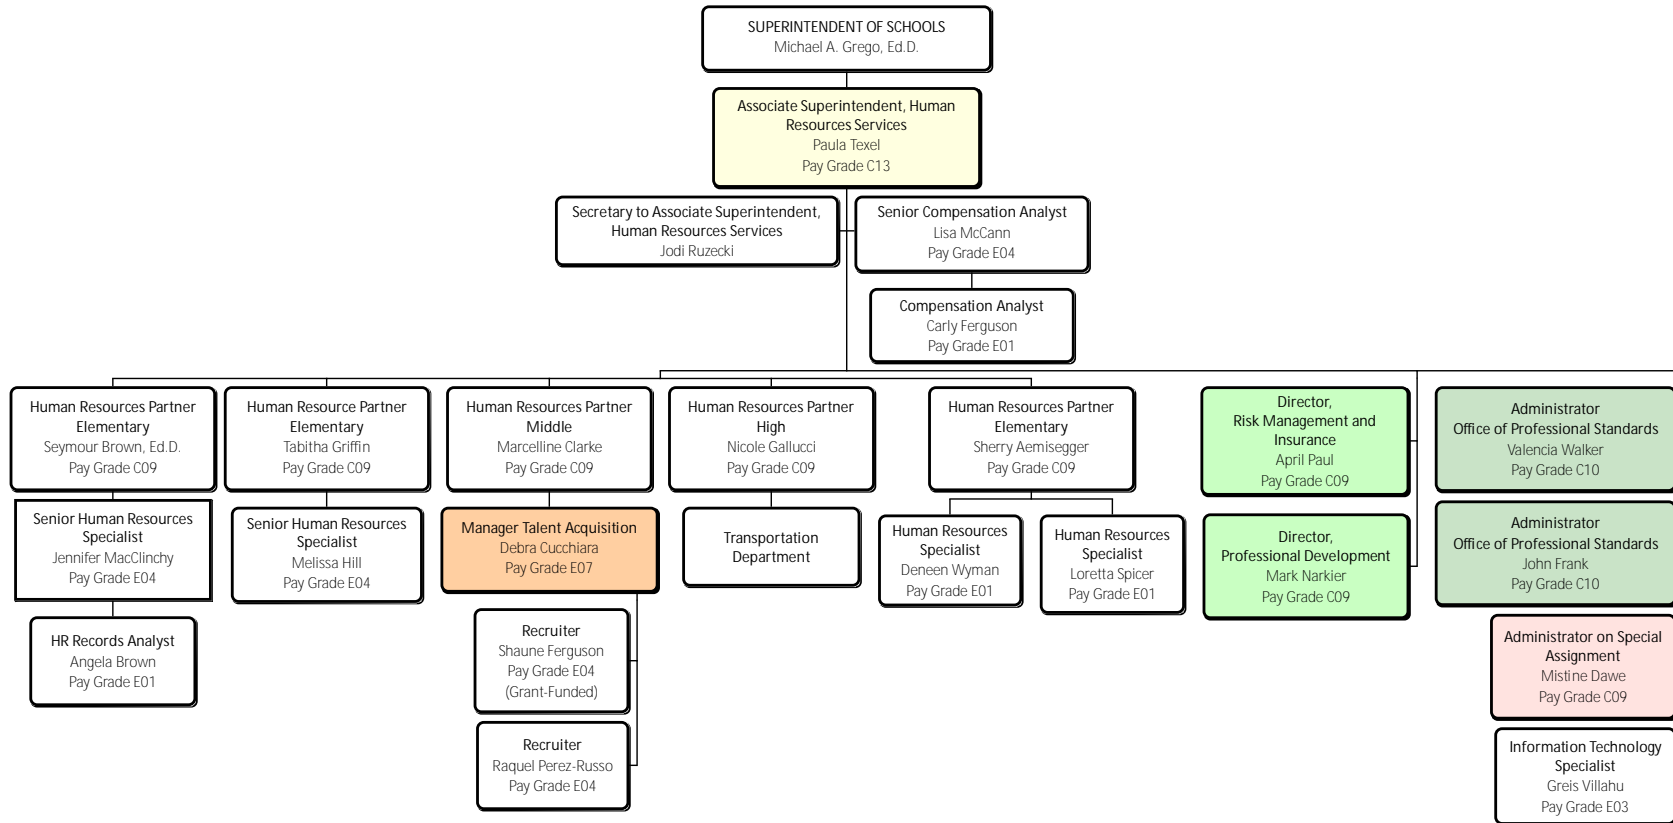 SUPERINTENDENT OF SCHOOLS
Michael A. Grego, Ed.D.
Associate Superintendent, Human
Resources Services
Paula Texel
Pay Grade C13
Secretary to Associate Superintendent,
Human Resources Services
Jodi Ruzecki
Senior Compensation Analyst
Lisa McCann
Pay Grade E04
Compensation Analyst
Carly Ferguson
Pay Grade E01
Human Resources Partner
Elementary
Seymour Brown, Ed.D.
Pay Grade C09
Human Resource Partner
Elementary
Tabitha Griffin
Pay Grade C09
Human Resources Partner
Middle
Marcelline Clarke
Pay Grade C09
Human Resources Partner
High
Nicole Gallucci
Pay Grade C09
Human Resources Partner
Elementary
Sherry Aemisegger
Pay Grade C09
Director,
Risk Management and
Insurance
April Paul
Pay Grade C09
Administrator
Office of Professional Standards
Valencia Walker
Pay Grade C10
Senior Human Resources
Specialist
Jennifer MacClinchy
Pay Grade E04
Senior Human Resources
Specialist
Melissa Hill
Pay Grade E04
Manager Talent Acquisition
Debra Cucchiara
Pay Grade E07
Transportation
Department
Human Resources
Specialist
Deneen Wyman
Pay Grade E01
Human Resources
Specialist
Loretta Spicer
Pay Grade E01
Director,
Professional Development
Mark Narkier
Pay Grade C09
Administrator
Office of Professional Standards
John Frank
Pay Grade C10
HR Records Analyst
Angela Brown
Pay Grade E01
Recruiter
Shaune Ferguson
Pay Grade E04
(Grant-Funded)
Administrator on Special
Assignment
Mistine Dawe
Pay Grade C09
Recruiter
Raquel Perez-Russo
Pay Grade E04
Information Technology
Specialist
Greis Villahu
Pay Grade E03